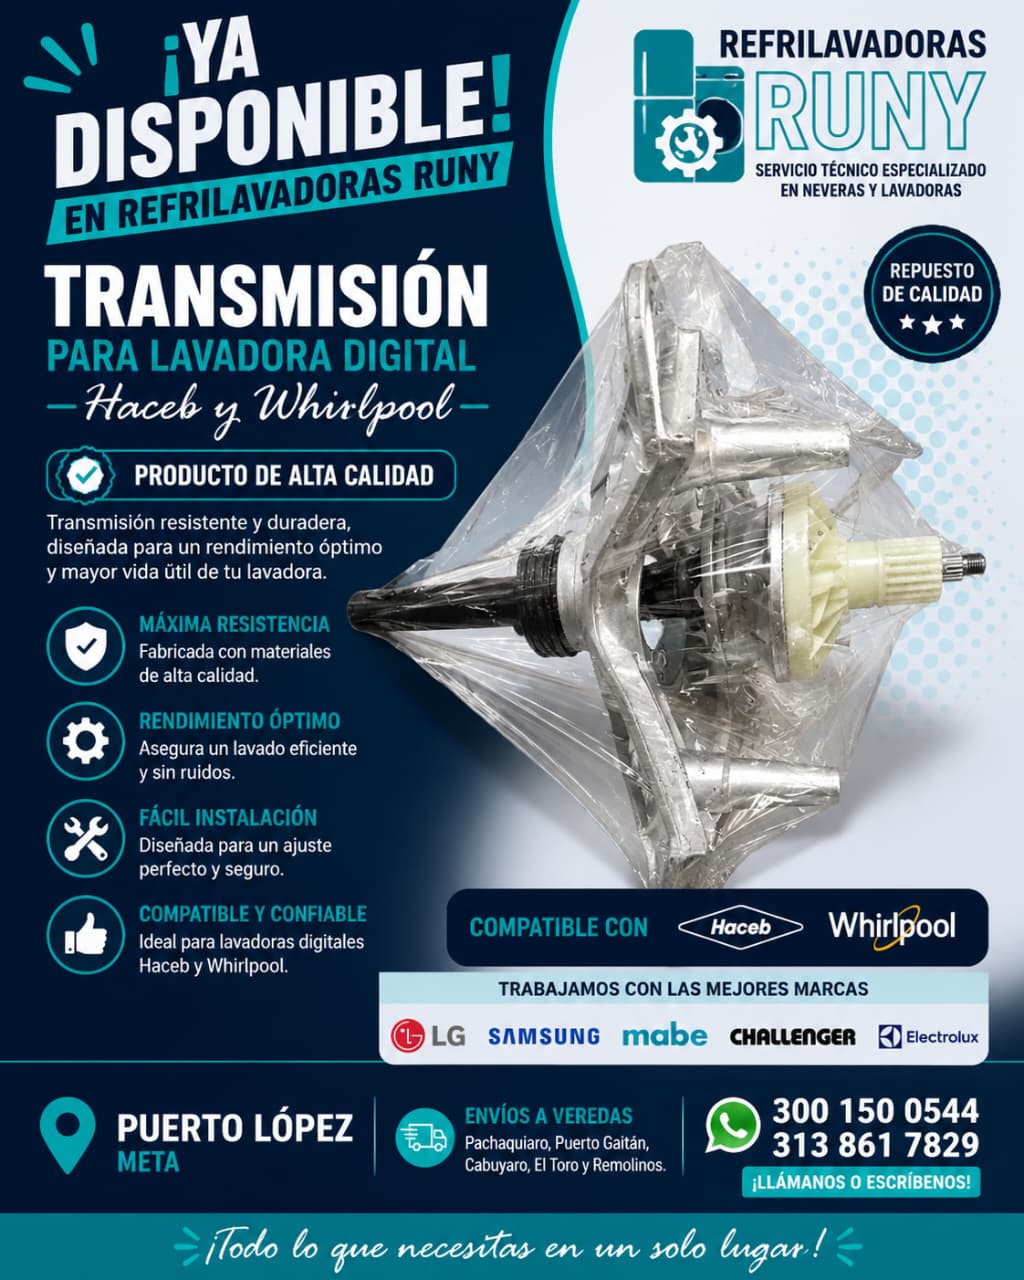 ¡YA
DISPONIBLE!
EN REFRILAVADORAS RUNY
REFRILAVADORAS
RUNY
SERVICIO TÉCNICO ESPECIALIZADO
EN NEVERAS Y LAVADORAS
TRANSMISIÓN
PARA LAVADORA DIGITAL
Haceb y Whirlpool
REPUESTO
DE CALIDAD
PRODUCTO DE ALTA CALIDAD
Transmisión resistente y duradera,
diseñada para un rendimiento óptimo
y mayor vida útil de tu lavadora.
MÁXIMA RESISTENCIA
Fabricada con materiales
de alta calidad.
RENDIMIENTO ÓPTIMO
Asegura un lavado eficiente
y sin ruidos.
FÁCIL INSTALACIÓN
Diseñada para un ajuste
perfecto y seguro.
COMPATIBLE Y CONFIABLE
Ideal para lavadoras digitales
Haceb y Whirlpool.
COMPATIBLE CON Haceb Whirlpool
TRABAJAMOS CON LAS MEJORES MARCAS
LG SAMSUNG mabe CHALLENGER Electrolux
PUERTO LÓPEZ
META
ENVÍOS A VEREDAS
Pachaquiaro, Puerto Gaitán,
Cabuyaro, El Toro y Remolinos.
300 150 0544
313 861 7829
¡LLÁMANOS O ESCRÍBENOS!
¡Todo lo que necesitas en un solo lugar!